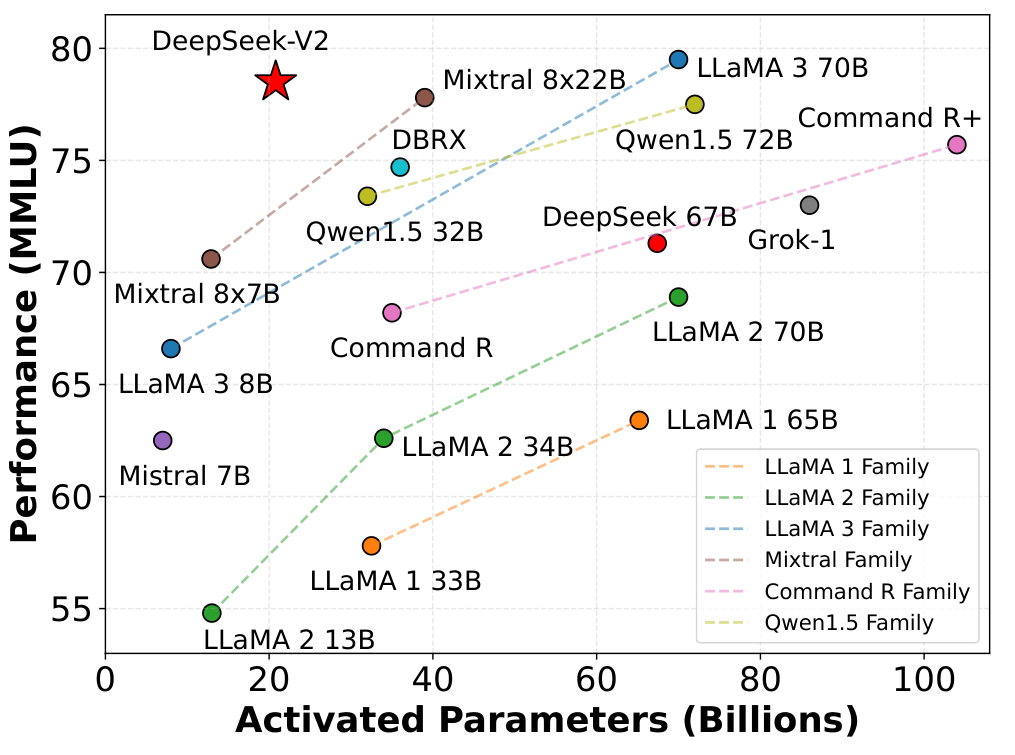 DeepSeek-V2
Mixtral 8x22B
LLaMA 3 70B
Command R+
Qwen1.5 72B
DBRX
DeepSeek 67B
Qwen1.5 32B
Grok-1
Mixtral 8x7B
LLaMA 2 70B
Command R
LLaMA 3 8B
LLaMA 1 65B
LLaMA 2 34B
Mistral 7B
LLaMA 1 33B
LLaMA 2 13B
LLaMA 1 Family
LLaMA 2 Family
LLaMA 3 Family
Mixtral Family
Command R Family
Qwen1.5 Family
80
75
70
65
60
55
Performance (MMLU)
0 20 40 60 80 100
Activated Parameters (Billions)